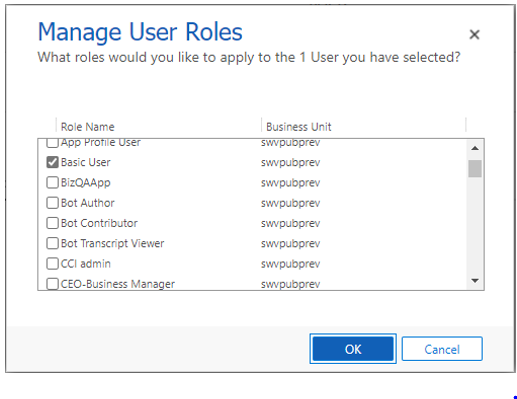 Manage User Roles
What roles would you like to apply to the 1 User you have selected?
Role Name Business Unit
App Profile User swvpubprev
Basic User swvpubprev
BizQAApp swvpubprev
Bot Author swvpubprev
Bot Contributor swvpubprev
Bot Transcript Viewer swvpubprev
CCI admin swvpubprev
CEO-Business Manager swvpubprev
OK Cancel